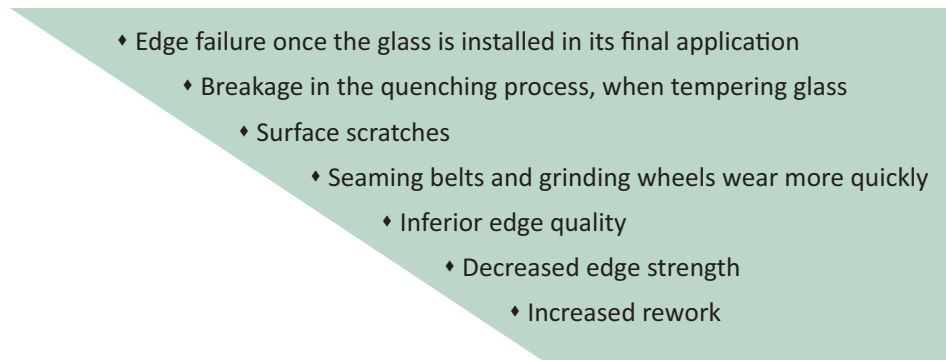 ♦ Edge failure once the glass is installed in its final application
♦ Breakage in the quenching process, when tempering glass
♦ Surface scratches
♦ Seaming belts and grinding wheels wear more quickly
♦ Inferior edge quality
♦ Decreased edge strength
♦ Increased rework